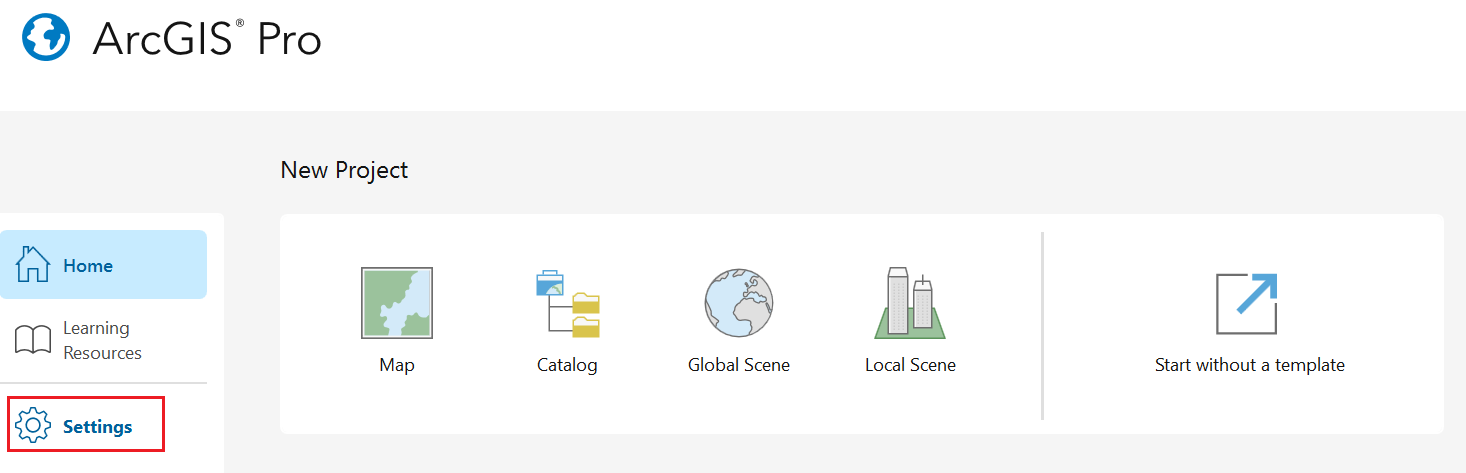 ArcGIS® Pro
New Project
Home
Learning
Resources
Settings
Map
Catalog
Global Scene
Local Scene
Start without a template